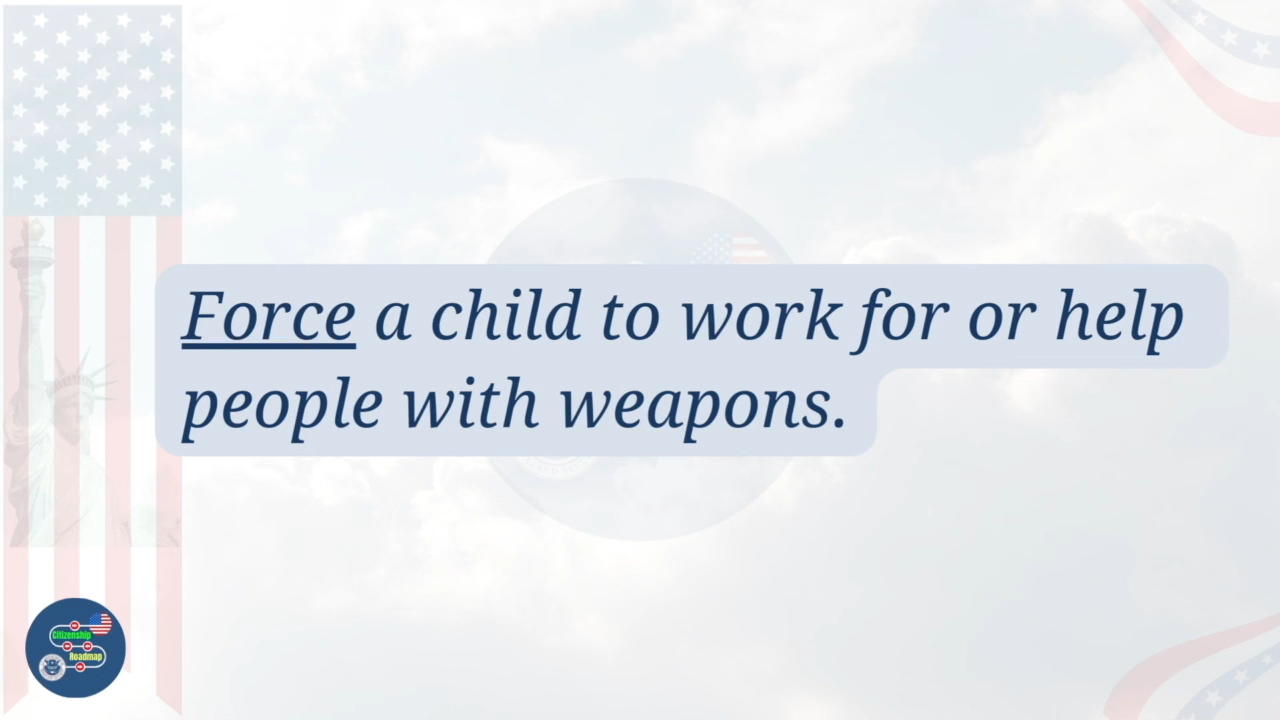 Force a child to work for or help
people with weapons.
Citizenship
Roadmap